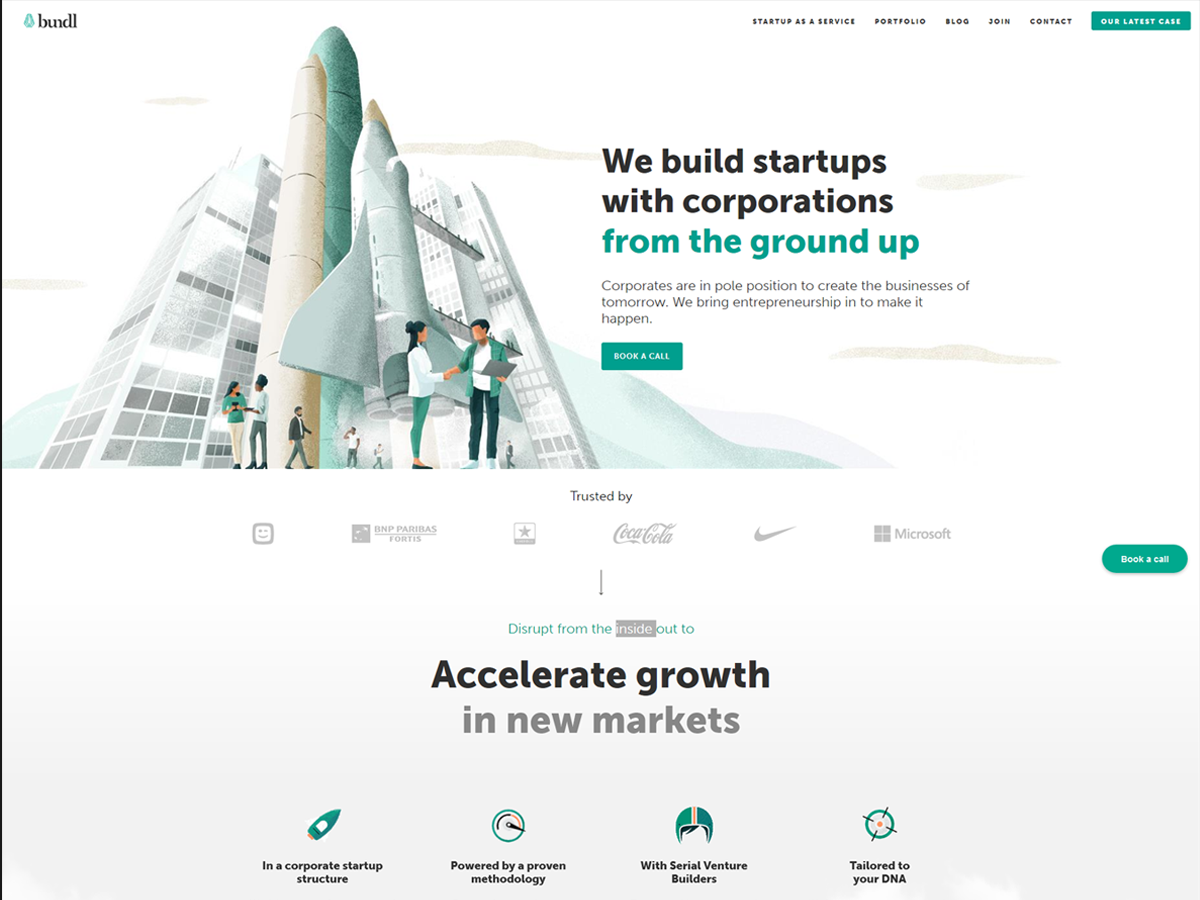 bundl
STARTUP AS A SERVICE
PORTFOLIO
BLOG
JOIN
CONTACT
OUR LATEST CASE
We build startups
with corporations
from the ground up
Corporates are in pole position to create the businesses of
tomorrow. We bring entrepreneurship in to make it
happen.
BOOK A CALL
Trusted by
BNP PARIBAS
FORTIS
Coca-Cola
Microsoft
Book a call
Disrupt from the inside out to
Accelerate growth
in new markets
In a corporate startup
structure
Powered by a proven
methodology
With Serial Venture
Builders
Tailored to
your DNA